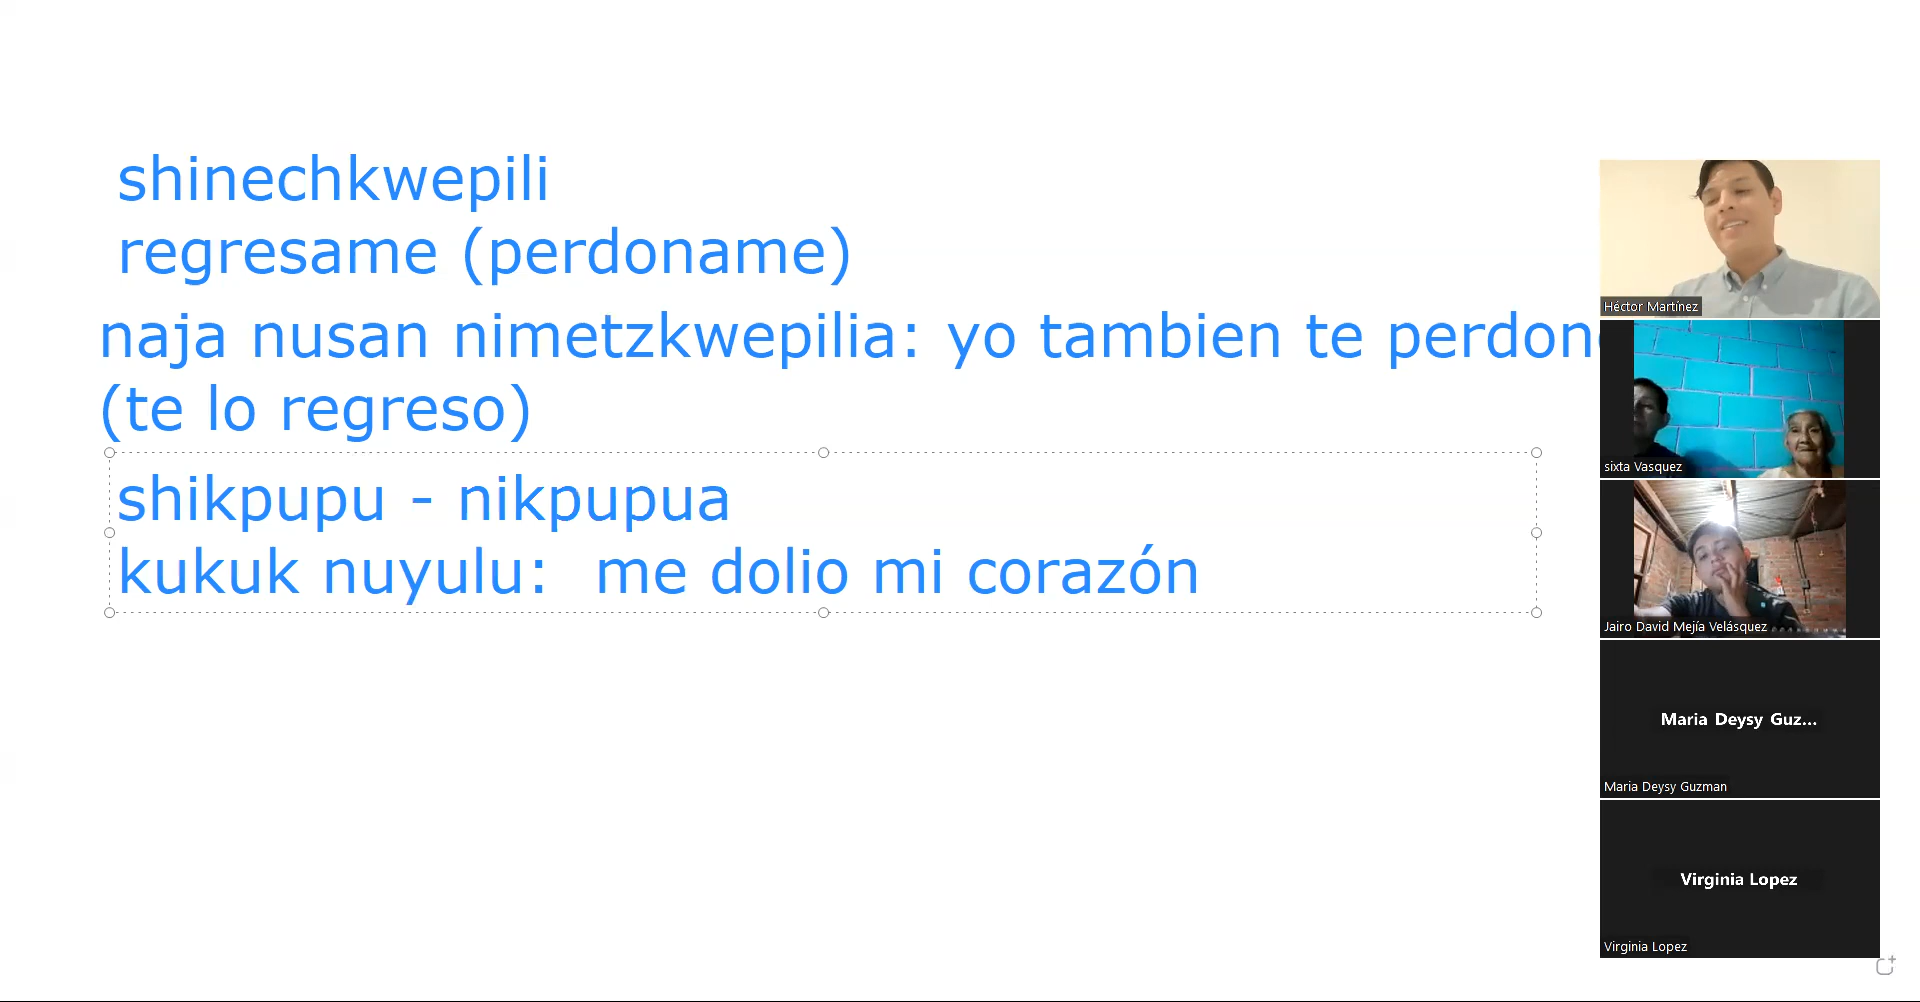 shinechkwepili
regresame (perdoname)
naja nusan nimetzkwepilia: yo tambien te perdon
(te lo regreso)
shikpupu - nikpupua
kukuk nuyulu: me dolio mi corazón
Héctor Martínez
sixta Vasquez
Jairo David Mejía Velásquez
Maria Deysy Guz...
Maria Deysy Guzman
Virginia Lopez
Virginia Lopez